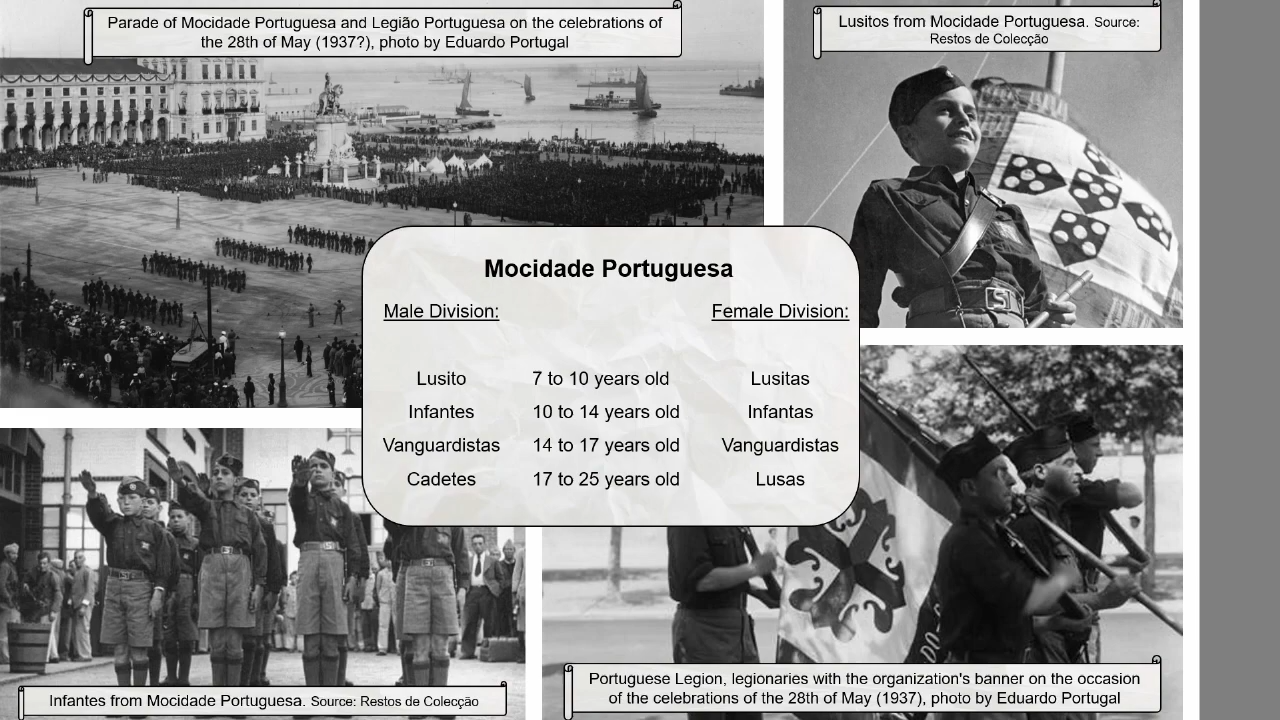 Parade of Mocidade Portuguesa and Legião Portuguesa on the celebrations of
the 28th of May (1937?), photo by Eduardo Portugal
Lusitos from Mocidade Portuguesa. Source:
Restos de Colecção
Mocidade Portuguesa
Male Division: Female Division:
Lusito 7 to 10 years old Lusitas
Infantes 10 to 14 years old Infantas
Vanguardistas 14 to 17 years old Vanguardistas
Cadetes 17 to 25 years old Lusas
Infantes from Mocidade Portuguesa. Source: Restos de Colecção
Portuguese Legion, legionaries with the organization's banner on the occasion
of the celebrations of the 28th of May (1937), photo by Eduardo Portugal